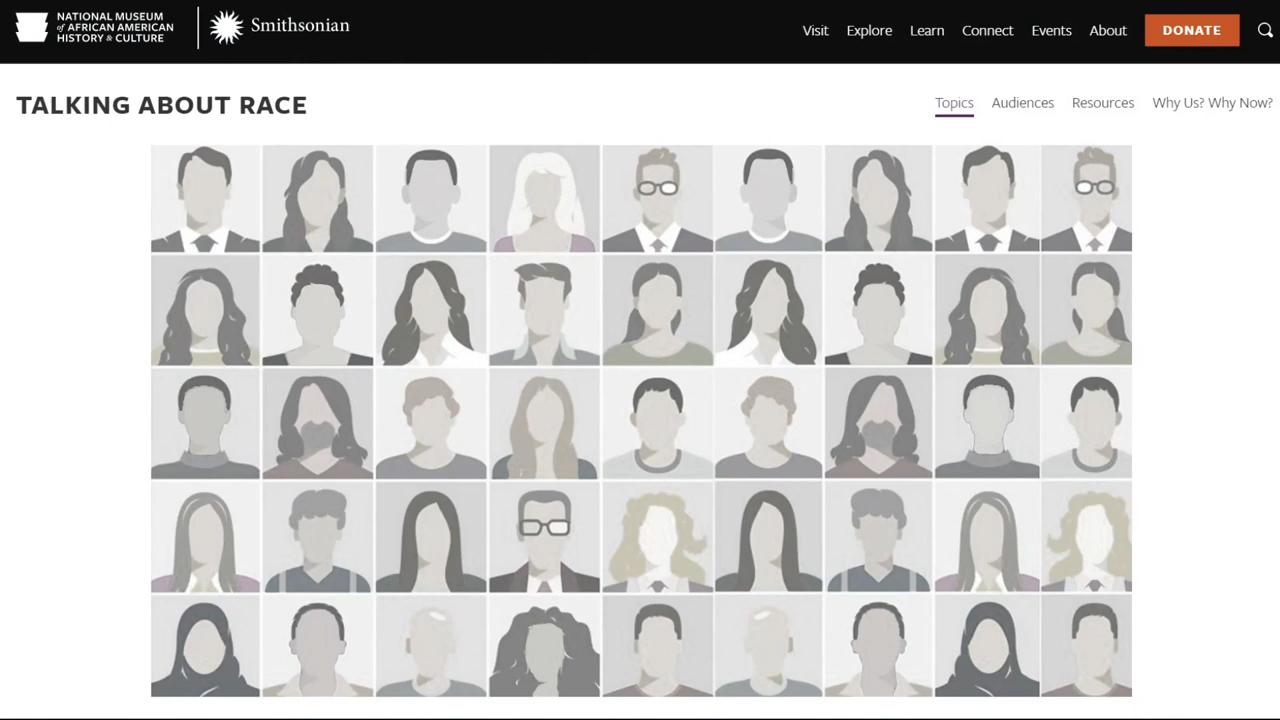 NATIONAL MUSEUM
of AFRICAN AMERICAN
HISTORY & CULTURE
Smithsonian
Visit Explore Learn Connect Events About DONATE
TALKING ABOUT RACE
Topics Audiences Resources Why Us? Why Now?